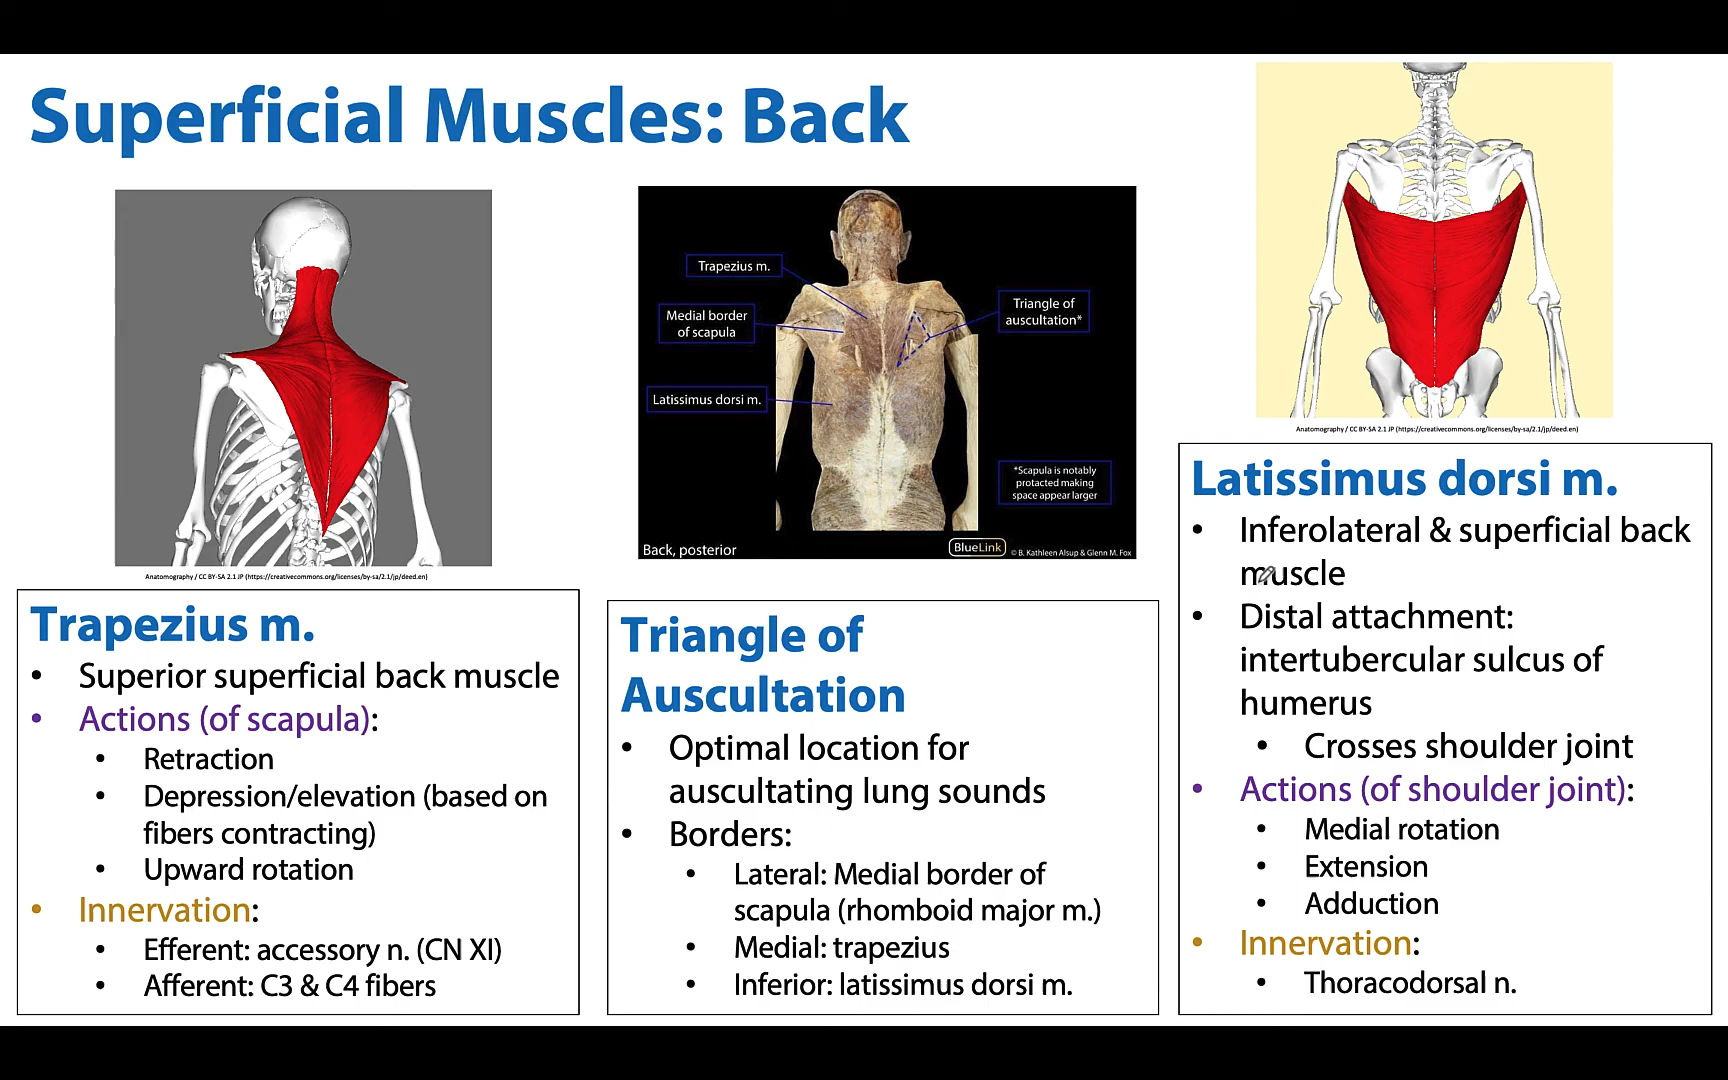 Superficial Muscles: Back
Anatomography / CC BY-SA 2.1 JP (https://creativecommons.org/licenses/by-sa/2.1/jp/deed.en)
Trapezius m.
• Superior superficial back muscle
• Actions (of scapula):
• Retraction
• Depression/elevation (based on
fibers contracting)
• Upward rotation
• Innervation:
• Efferent: accessory n. (CN XI)
• Afferent: C3 & C4 fibers
Trapezius m.
Medial border
of scapula
Latissimus dorsi m.
Triangle of
auscultation*
*Scapula is notably
protacted making
space appear larger
Back, posterior
BlueLink
© B. Kathleen Alsup & Glenn M. Fox
Triangle of
Auscultation
• Optimal location for
auscultating lung sounds
• Borders:
• Lateral: Medial border of
scapula (rhomboid major m.)
• Medial: trapezius
• Inferior: latissimus dorsi m.
Anatomography / CC BY-SA 2.1 JP (https://creativecommons.org/licenses/by-sa/2.1/jp/deed.en)
Latissimus dorsi m.
• Inferolateral & superficial back
muscle
• Distal attachment:
intertubercular sulcus of
humerus
• Crosses shoulder joint
• Actions (of shoulder joint):
• Medial rotation
• Extension
• Adduction
• Innervation:
• Thoracodorsal n.